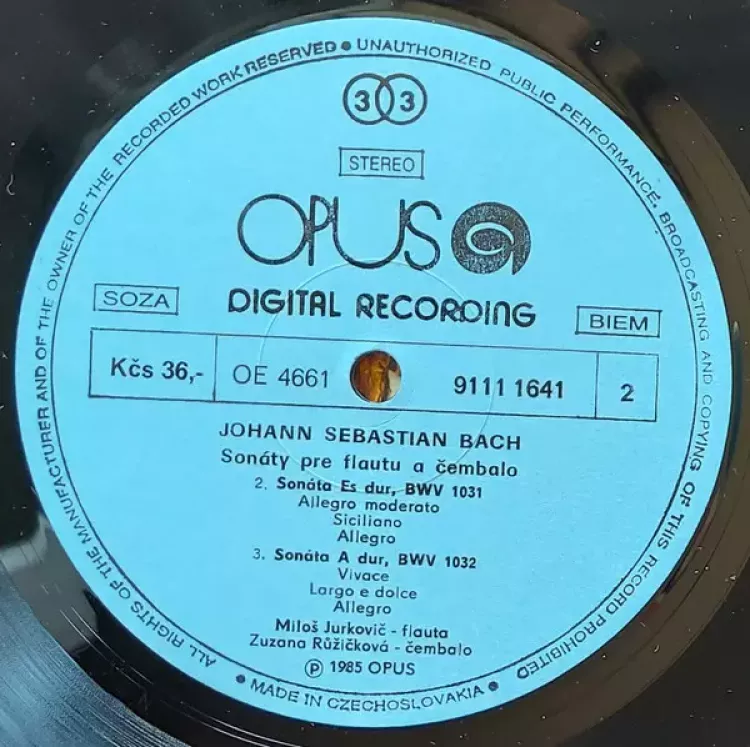 ALL RIGHTS OF THE MANUFACTURER AND OF THE OWNER OF THE RECORDED WORK RESERVED ● UNAUTHORIZED PUBLIC PERFORMANCE, BROADCASTING AND COPYING OF THIS RECORD PROHIBITED
33
STEREO
OPUS
DIGITAL RECORDING
SOZA
BIEM
Kčs 36,- OE 4661 9111 1641 2
JOHANN SEBASTIAN BACH
Sonáty pre flautu a čembalo
2. Sonáta Es dur, BWV 1031
Allegro moderato
Siciliano
Allegro
3. Sonáta A dur, BWV 1032
Vivace
Largo e dolce
Allegro
Miloš Jurkovič - flauta
Zuzana Růžičková - čembalo
Ⓟ 1985 OPUS
● MADE IN CZECHOSLOVAKIA ●